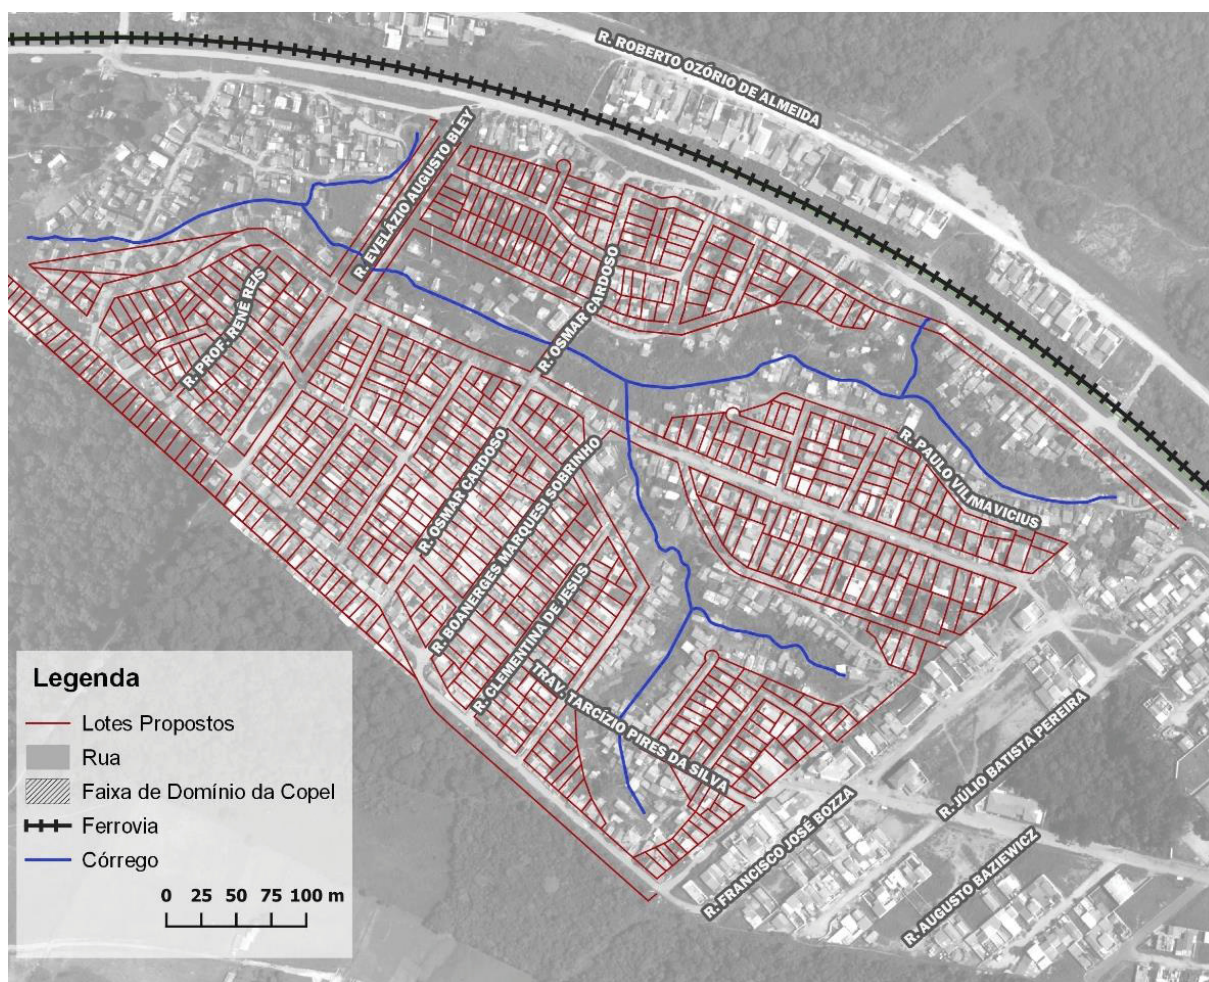 R. ROBERTO OZÓRIO DE ALMEIDA
R. EVELÁZIO AUGUSTO BLEY
R. PROF. RENÉ REIS
R. OSMAR CARDOSO
R. OSMAR CARDOSO
R. BOANERGES MARQUESI SOBRINHO
R. PAULO VILIMAVICIUS
R. CLEMENTINA DE JESUS
TRAV. TARCÍZIO PIRES DA SILVA
R. JÚLIO BATISTA PEREIRA
R. FRANCISCO JOSÉ BOZZA
R. AUGUSTO BAZIEWICZ
Legenda
Lotes Propostos
Rua
Faixa de Domínio da Copel
Ferrovia
Córrego
0 25 50 75 100 m